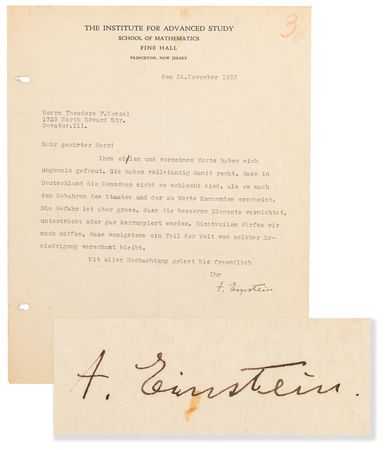 3
THE INSTITUTE FOR ADVANCED STUDY
SCHOOL OF MATHEMATICS
FINE HALL
PRINCETON, NEW JERSEY
den 24.November 1933
Herrn Theodore F.Menzel
1729 North Edward Str.
Decatur,Ill.
Sehr geehrter Herr!
Ihre edlen und vornehmen Worte haben mich
ungemein gefreut. Sie haben vollständig damit recht, dass in
Deutschland die Menschen nicht so schlecht sind, als es nach
dem Gebahren des Staates und der zu Worte Kommenden erscheint.
Die Gefahr ist aber gross, dass die besseren Elemente vernichtet,
unterdrückt oder gar korrumpiert werden. Einstweilen dürfen wir
noch hoffen, dass wenigstens ein Teil der Welt von solcher Er-
niedrigung verschont bleibt.
Mit aller Hochachtung grüsst Sie freundlich
Ihr
A. Einstein.
A. Einstein.